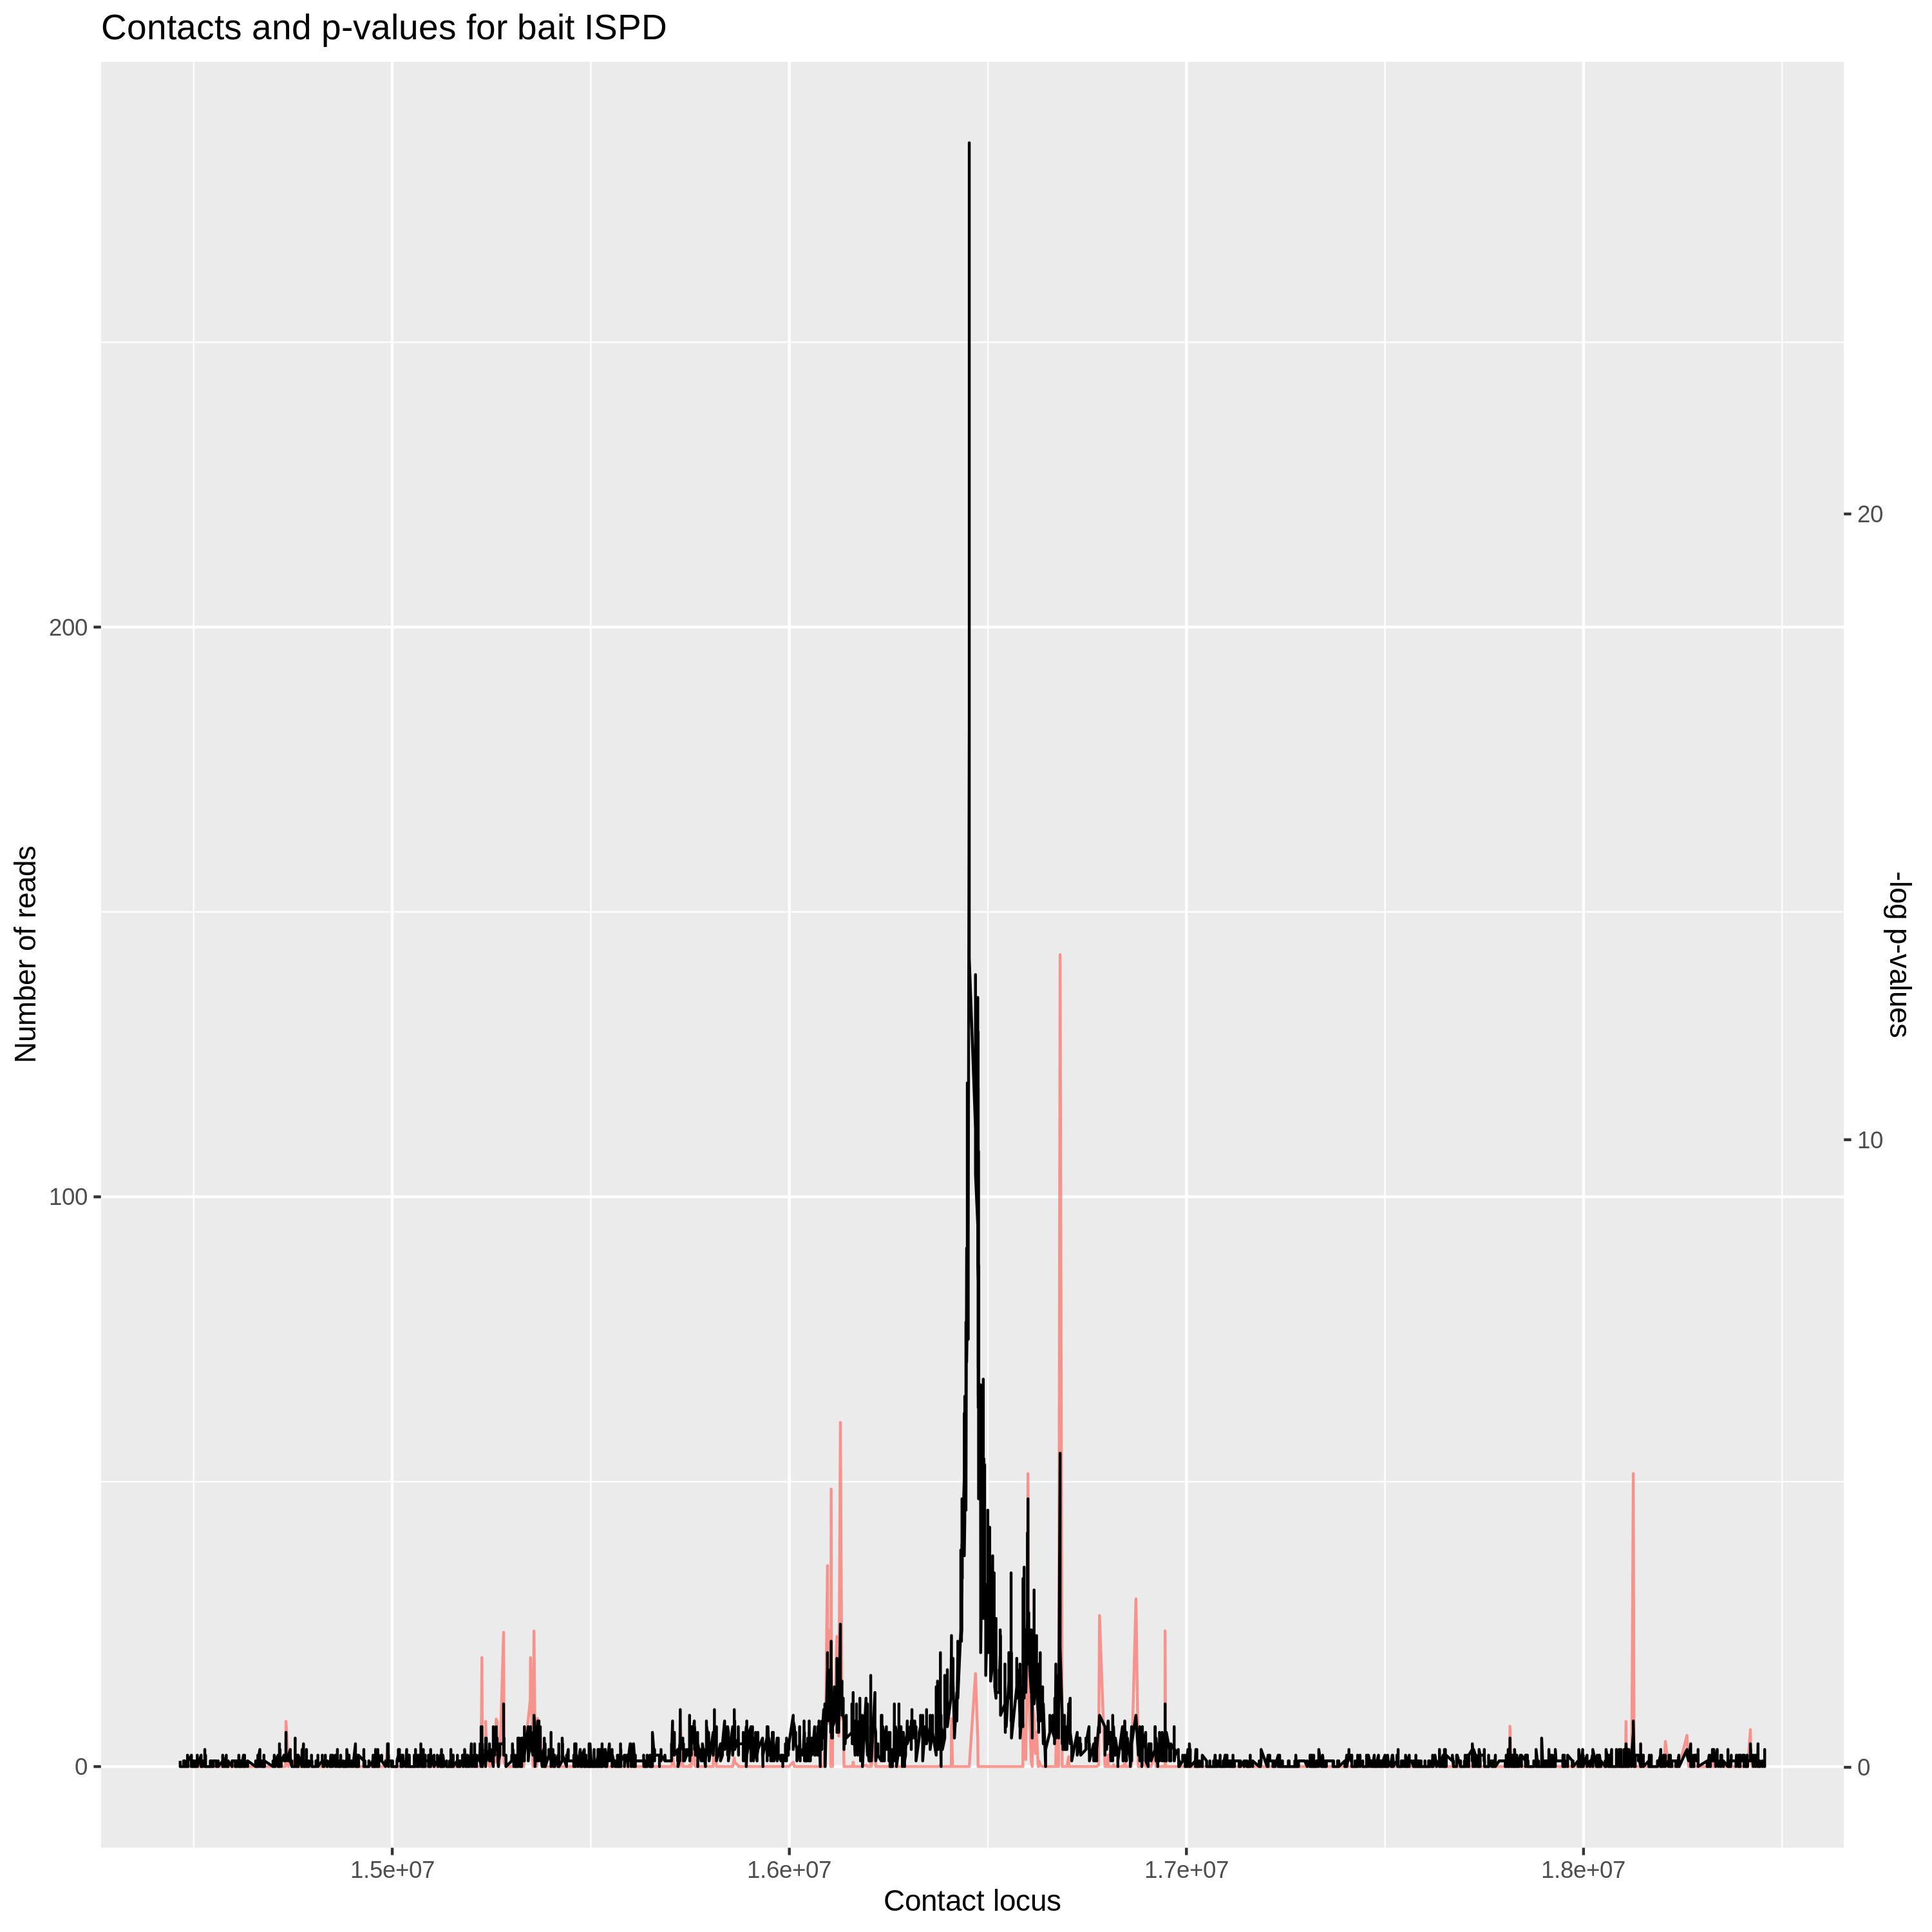 Contacts and p-values for bait ISPD
Number of reads
200
100
0
20
10
0
-log p-values
1.5e+07
1.6e+07
1.7e+07
1.8e+07
Contact locus